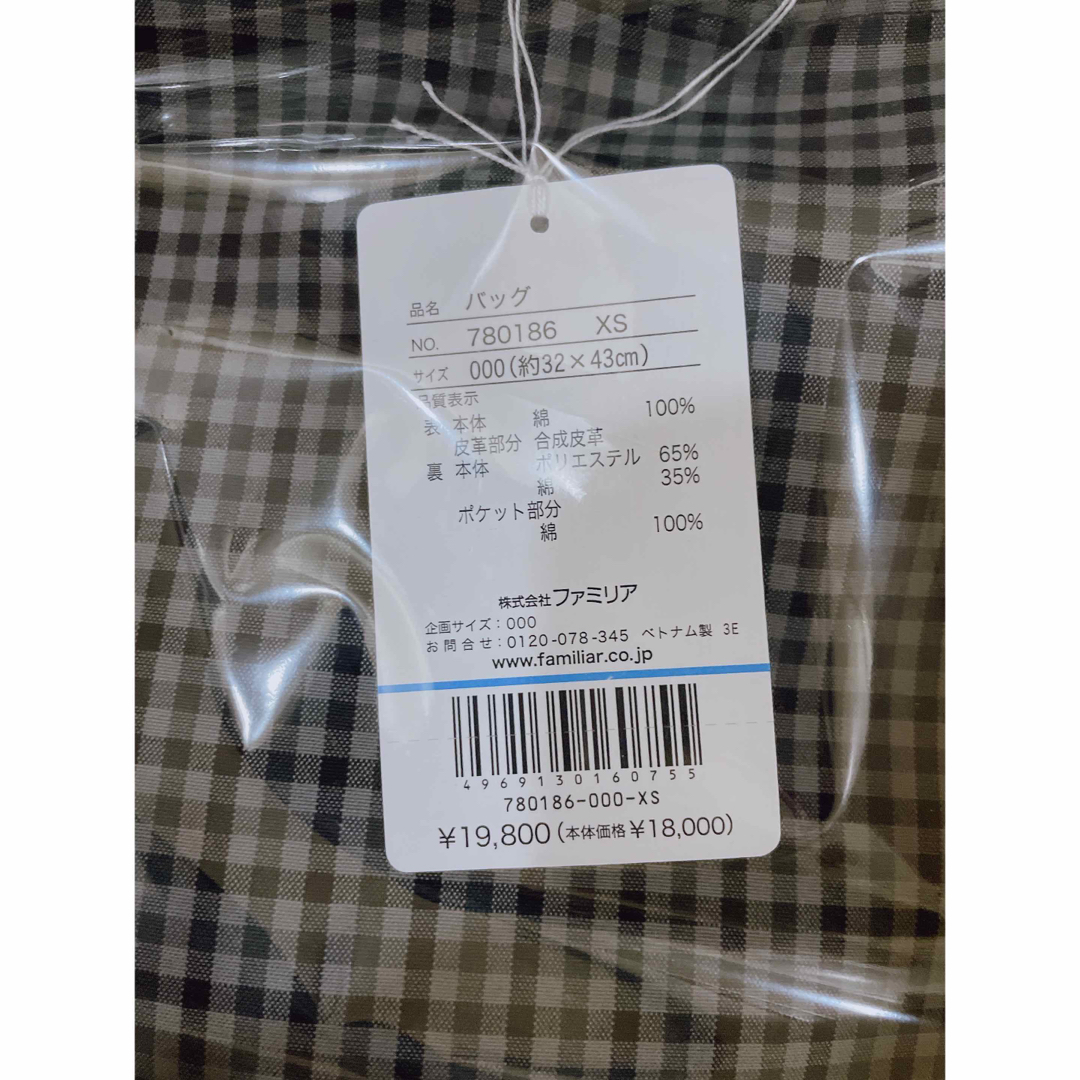 品名 バッグ
NO. 780186 XS
サイズ 000(約32×43㎝)
品質表示
表 本体 綿 100%
皮革部分 合成皮革
裏 本体 ポリエステル 65%
綿 35%
ポケット部分
綿 100%
株式会社ファミリア
企画サイズ:000
お問合せ:0120-078-345 ベトナム製 3E
www.familiar.co.jp
4969130160755
780186-000-XS
¥19,800(本体価格¥18,000)